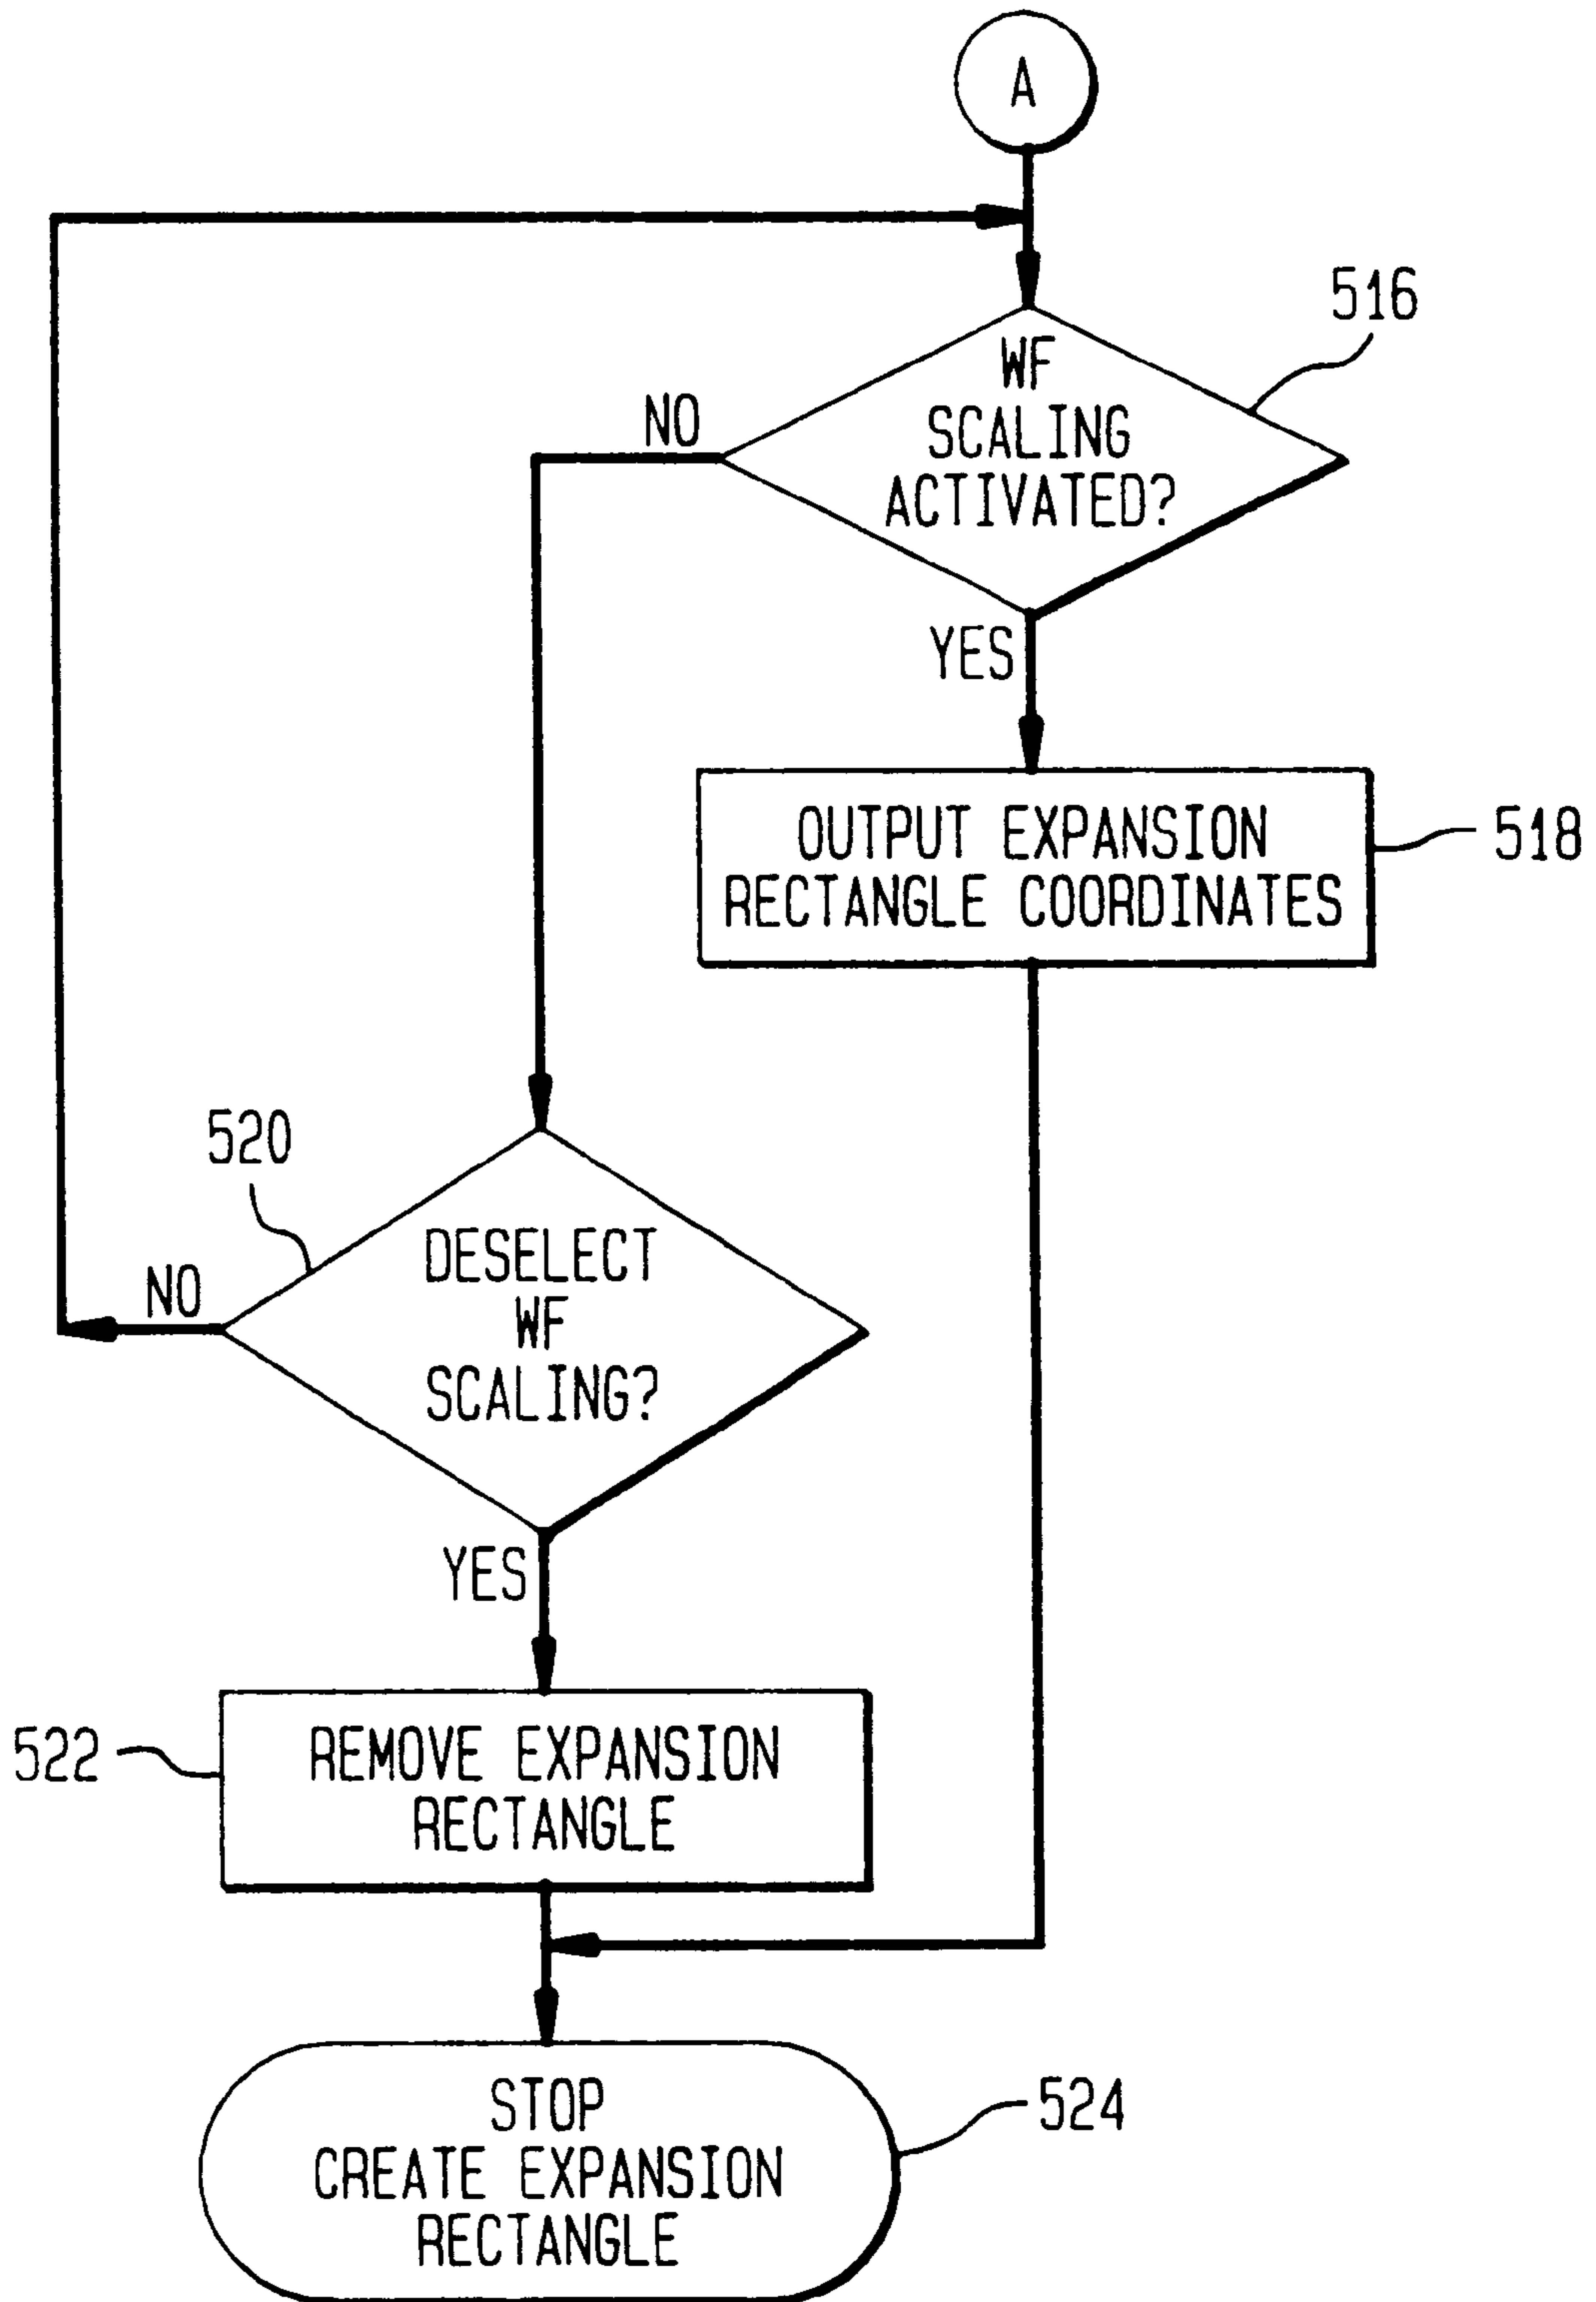 A
516
WF
SCALING
ACTIVATED?
NO
YES
OUTPUT EXPANSION
RECTANGLE COORDINATES
518
520
DESELECT
WF
SCALING?
NO
YES
522
REMOVE EXPANSION
RECTANGLE
STOP
CREATE EXPANSION
RECTANGLE
524